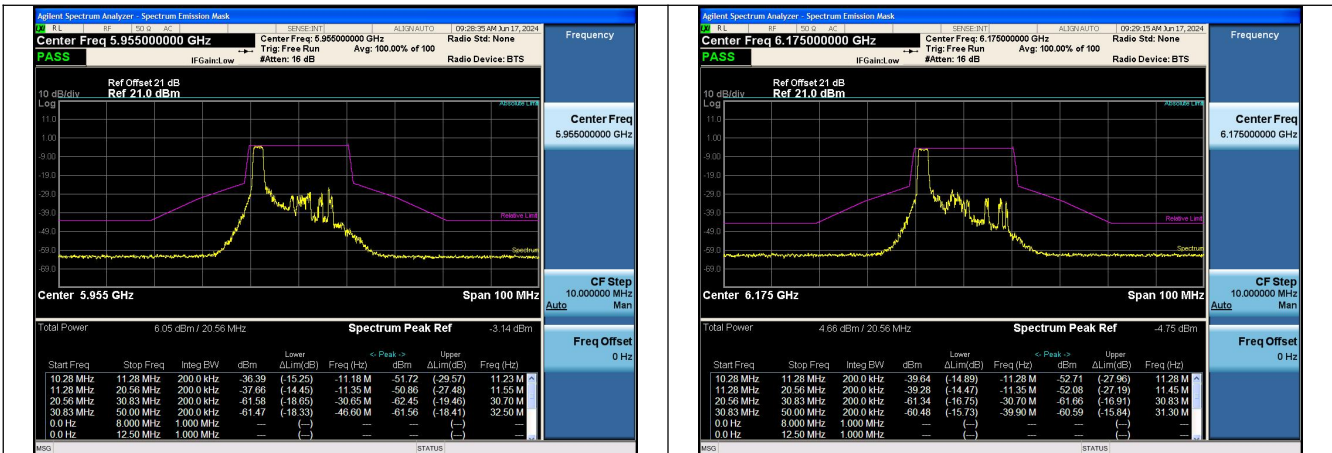 Agilent Spectrum Analyzer - Spectrum Emission Mask
RL RF 50 Ω AC SENSE:INT ALIGNAUTO 09:28:35 AM Jun 17, 2024
Center Freq 5.955000000 GHz
Center Freq: 5.955000000 GHz
Radio Std: None
Trig: Free Run Avg: 100.00% of 100
PASS
IFGain:Low
#Atten: 16 dB
Radio Device: BTS
Ref Offset 21 dB
10 dB/div Ref 21.0 dBm
Log
Absolute Limit
11.0
1.00
-9.00
-19.0
-29.0
-39.0
Relative Limit
-49.0
-59.0
Spectrum
-69.0
Center 5.955 GHz Span 100 MHz
Total Power 6.05 dBm / 20.56 MHz Spectrum Peak Ref -3.14 dBm
Lower <- Peak -> Upper
Start Freq Stop Freq Integ BW dBm ΔLim(dB) Freq (Hz) dBm ΔLim(dB) Freq (Hz)
10.28 MHz 11.28 MHz 200.0 kHz -36.39 (-15.25) -11.18 M -51.72 (-29.57) 11.23 M
11.28 MHz 20.56 MHz 200.0 kHz -37.66 (-14.45) -11.35 M -50.86 (-27.48) 11.55 M
20.56 MHz 30.83 MHz 200.0 kHz -61.58 (-18.65) -30.65 M -62.45 (-19.46) 30.70 M
30.83 MHz 50.00 MHz 200.0 kHz -61.47 (-18.33) -46.60 M -61.56 (-18.41) 32.50 M
0.0 Hz 8.000 MHz 1.000 MHz --- (---) --- (---)
0.0 Hz 12.50 MHz 1.000 MHz --- (---) --- (---)
MSG STATUS
Frequency
Center Freq
5.955000000 GHz
CF Step
10.000000 MHz
Auto Man
Freq Offset
0 Hz
Agilent Spectrum Analyzer - Spectrum Emission Mask
RL RF 50 Ω AC SENSE:INT ALIGNAUTO 09:29:15 AM Jun 17, 2024
Center Freq 6.175000000 GHz
Center Freq: 6.175000000 GHz
Radio Std: None
Trig: Free Run Avg: 100.00% of 100
PASS
IFGain:Low
#Atten: 16 dB
Radio Device: BTS
Ref Offset 21 dB
10 dB/div Ref 21.0 dBm
Log
Absolute Limit
11.0
1.00
-9.00
-19.0
-29.0
-39.0
Relative Limit
-49.0
-59.0
Spectrum
-69.0
Center 6.175 GHz Span 100 MHz
Total Power 4.66 dBm / 20.56 MHz Spectrum Peak Ref -4.75 dBm
Lower <- Peak -> Upper
Start Freq Stop Freq Integ BW dBm ΔLim(dB) Freq (Hz) dBm ΔLim(dB) Freq (Hz)
10.28 MHz 11.28 MHz 200.0 kHz -39.64 (-14.89) -11.28 M -52.71 (-27.96) 11.28 M
11.28 MHz 20.56 MHz 200.0 kHz -39.28 (-14.47) -11.35 M -52.08 (-27.19) 11.45 M
20.56 MHz 30.83 MHz 200.0 kHz -61.34 (-16.75) -30.70 M -61.66 (-16.91) 30.83 M
30.83 MHz 50.00 MHz 200.0 kHz -60.48 (-15.73) -39.90 M -60.59 (-15.84) 31.30 M
0.0 Hz 8.000 MHz 1.000 MHz --- (---) --- (---)
0.0 Hz 12.50 MHz 1.000 MHz --- (---) --- (---)
MSG STATUS
Frequency
Center Freq
6.175000000 GHz
CF Step
10.000000 MHz
Auto Man
Freq Offset
0 Hz